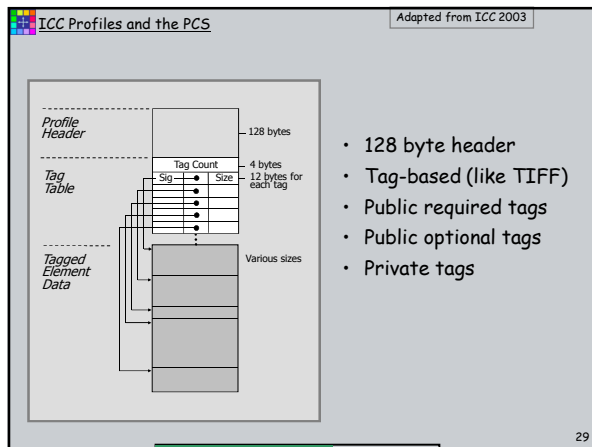 ICC Profiles and the PCS
Adapted from ICC 2003
Profile
Header
128 bytes
Tag Count
4 bytes
Tag
Table
Sig
Size
12 bytes for
each tag
Tagged
Element
Data
Various sizes
• 128 byte header
• Tag-based (like TIFF)
• Public required tags
• Public optional tags
• Private tags
29